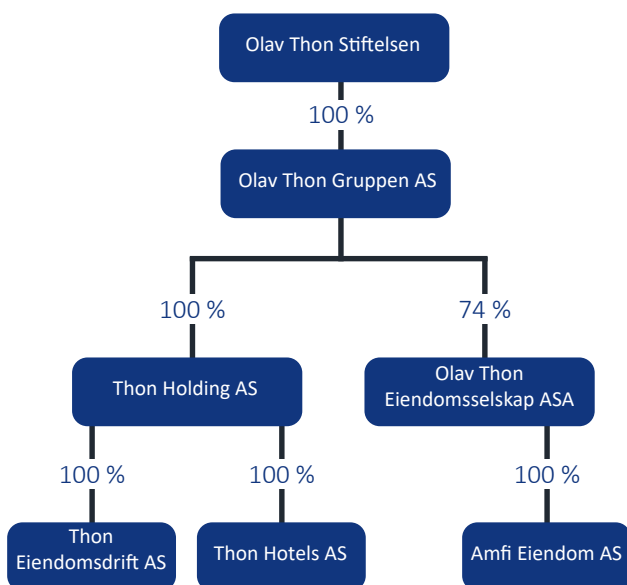 Olav Thon Stiftelsen
100 %
Olav Thon Gruppen AS
100 %
74 %
Thon Holding AS
Olav Thon
Eiendomsselskap ASA
100 %
100 %
100 %
Thon
Eiendomsdrift AS
Thon Hotels AS
Amfi Eiendom AS